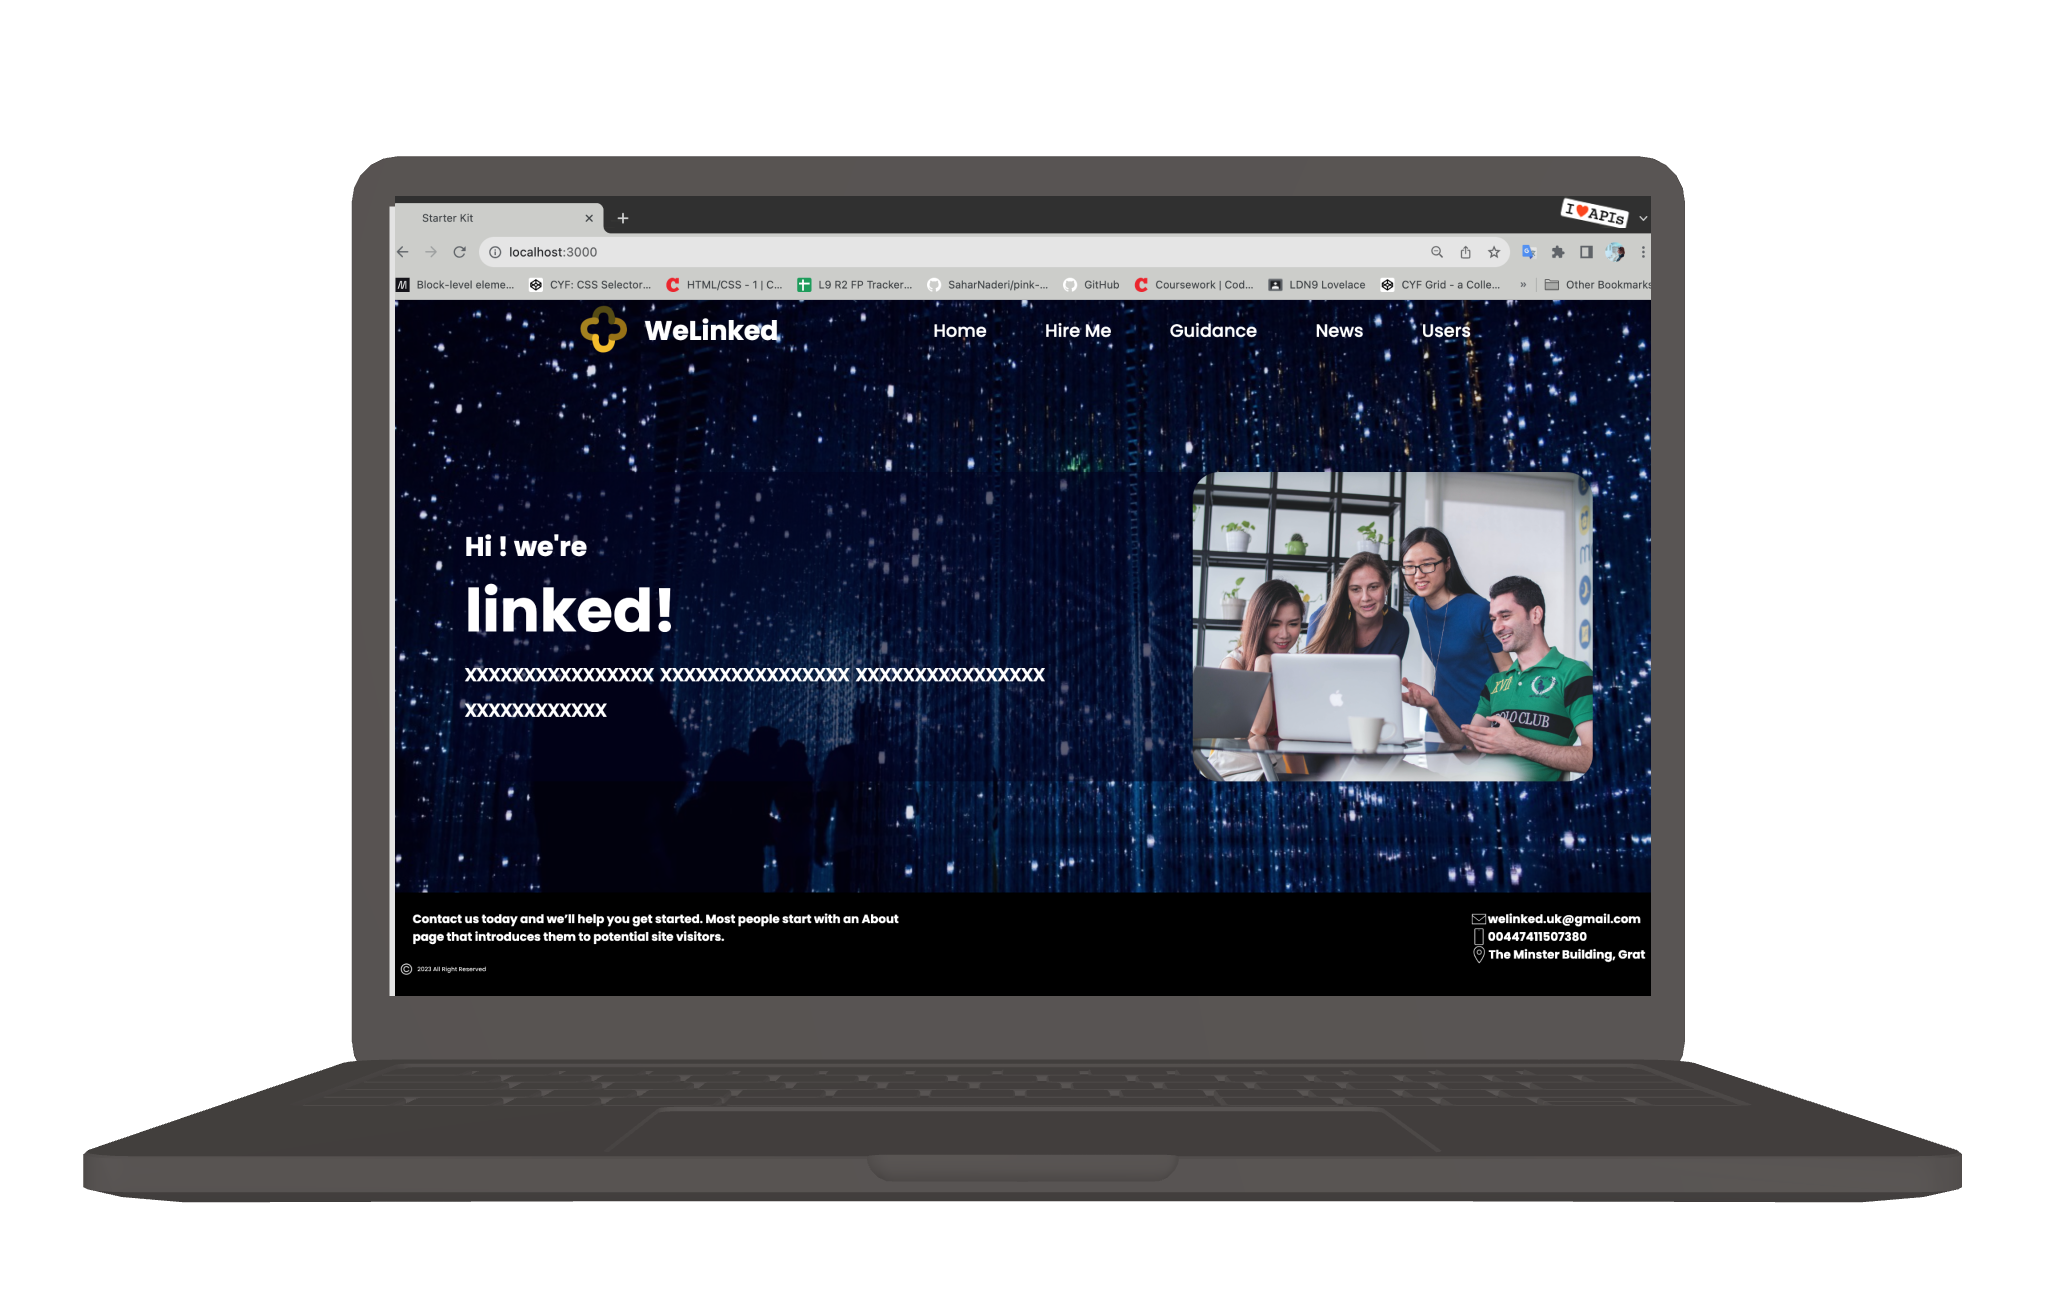 Starter Kit
I ❤ APIs
localhost:3000
Block-level eleme... CYF: CSS Selector... HTML/CSS - 1 | C... L9 R2 FP Tracker... SaharNaderi/pink-... GitHub Coursework | Cod... LDN9 Lovelace CYF Grid - a Colle... » Other Bookmarks
WeLinked Home Hire Me Guidance News Users
Hi ! we're
linked!
xxxxxxxxxxxxxxxx xxxxxxxxxxxxxxxx xxxxxxxxxxxxxxxx
xxxxxxxxxxxx
XVII
POLO CLUB
Contact us today and we'll help you get started. Most people start with an About
page that introduces them to potential site visitors.
© 2023 All Right Reserved
welinked.uk@gmail.com
00447411507380
The Minster Building, Grat